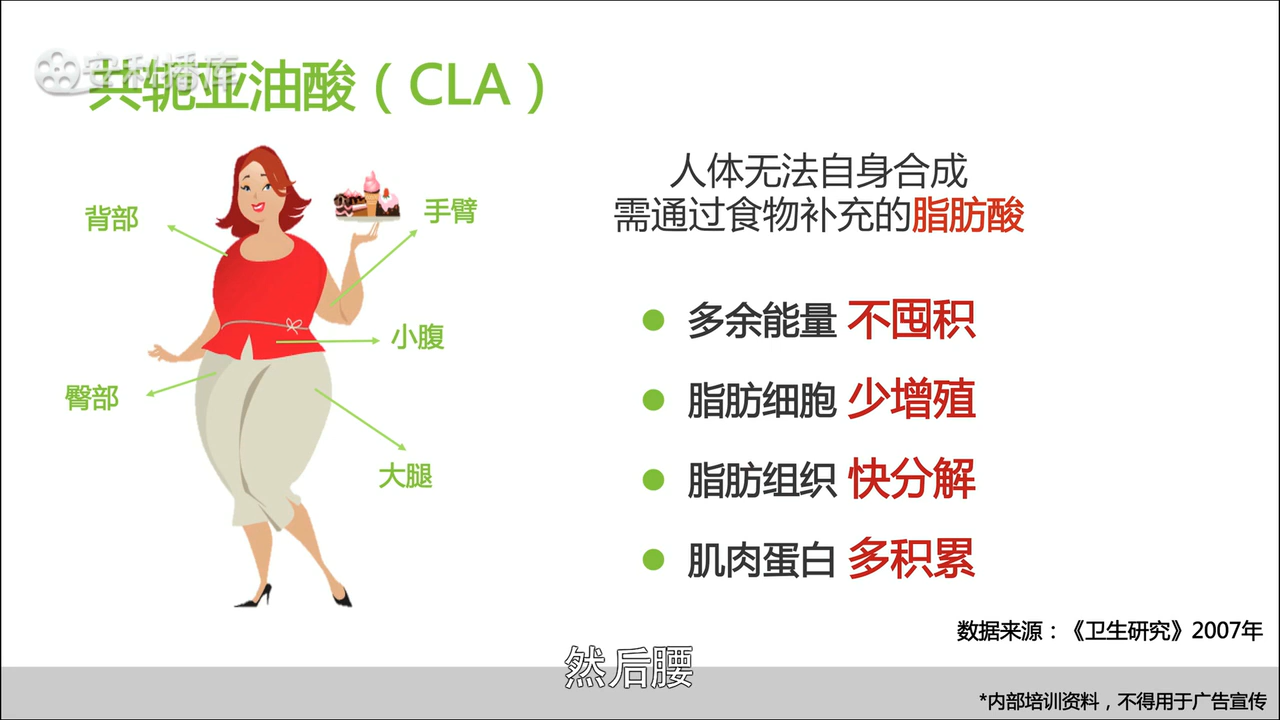 安利播库
共轭亚油酸（CLA）
人体无法自身合成
需通过食物补充的脂肪酸
背部
手臂
小腹
臀部
大腿
多余能量 不囤积
脂肪细胞 少增殖
脂肪组织 快分解
肌肉蛋白 多积累
数据来源：《卫生研究》2007年
然后腰
*内部培训资料，不得用于广告宣传